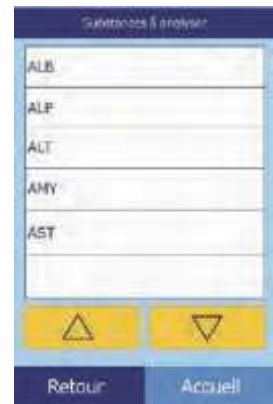 Substances à analyser
ALB
ALP
ALT
AMY
AST
Retour
Accueil